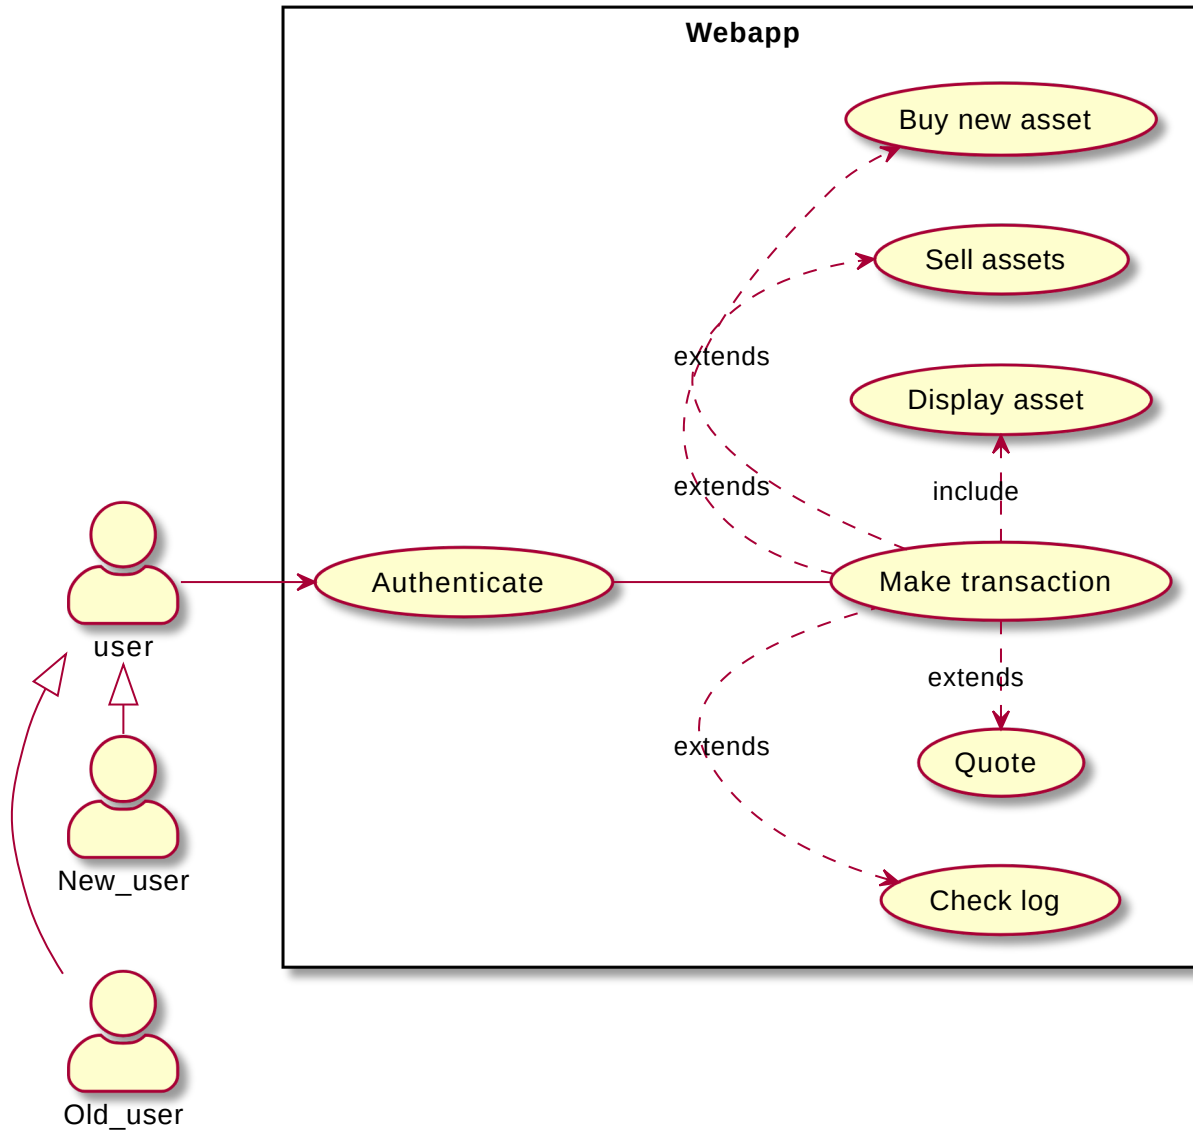 Webapp
Buy new asset
Sell assets
extends
Display asset
extends
include
Authenticate
Make transaction
user
extends
extends
Quote
New_user
Check log
Old_user